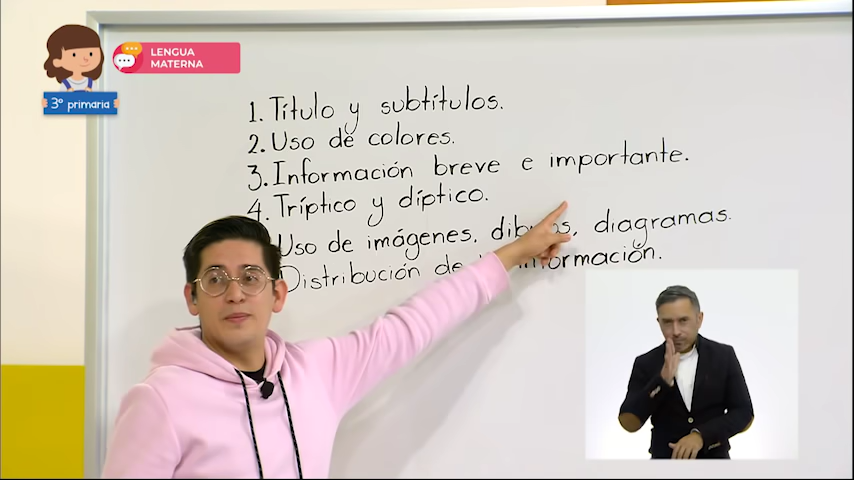 LENGUA
MATERNA
3° primaria
1. Título y subtítulos.
2. Uso de colores.
3. Información breve e importante.
4. Tríptico y díptico.
Uso de imágenes, diagramas.
Distribución de información.